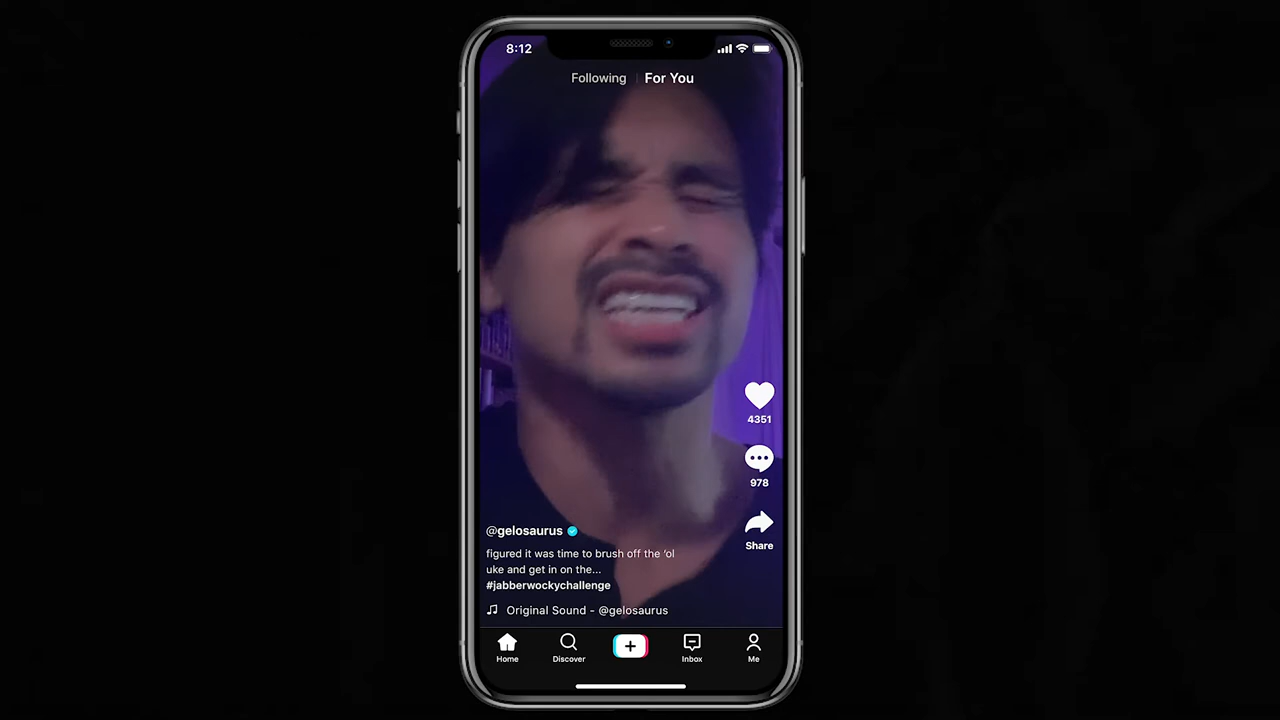 8:12
Following
For You
4351
978
Share
@gelosaurus
figured it was time to brush off the ‘ol
uke and get in on the...
#jabberwockychallenge
Original Sound - @gelosaurus
Home
Discover
Inbox
Me